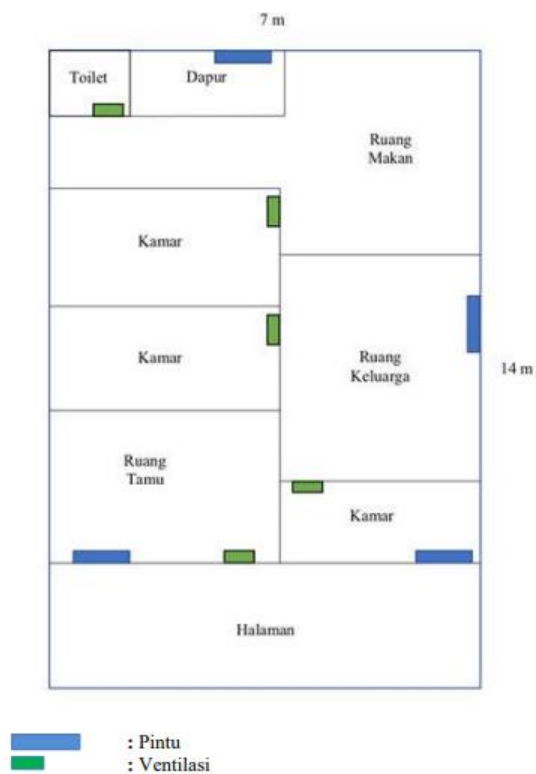 7 m
Toilet
Dapur
Ruang
Makan
Kamar
Kamar
Ruang
Keluarga
14 m
Ruang
Tamu
Kamar
Halaman
: Pintu
: Ventilasi